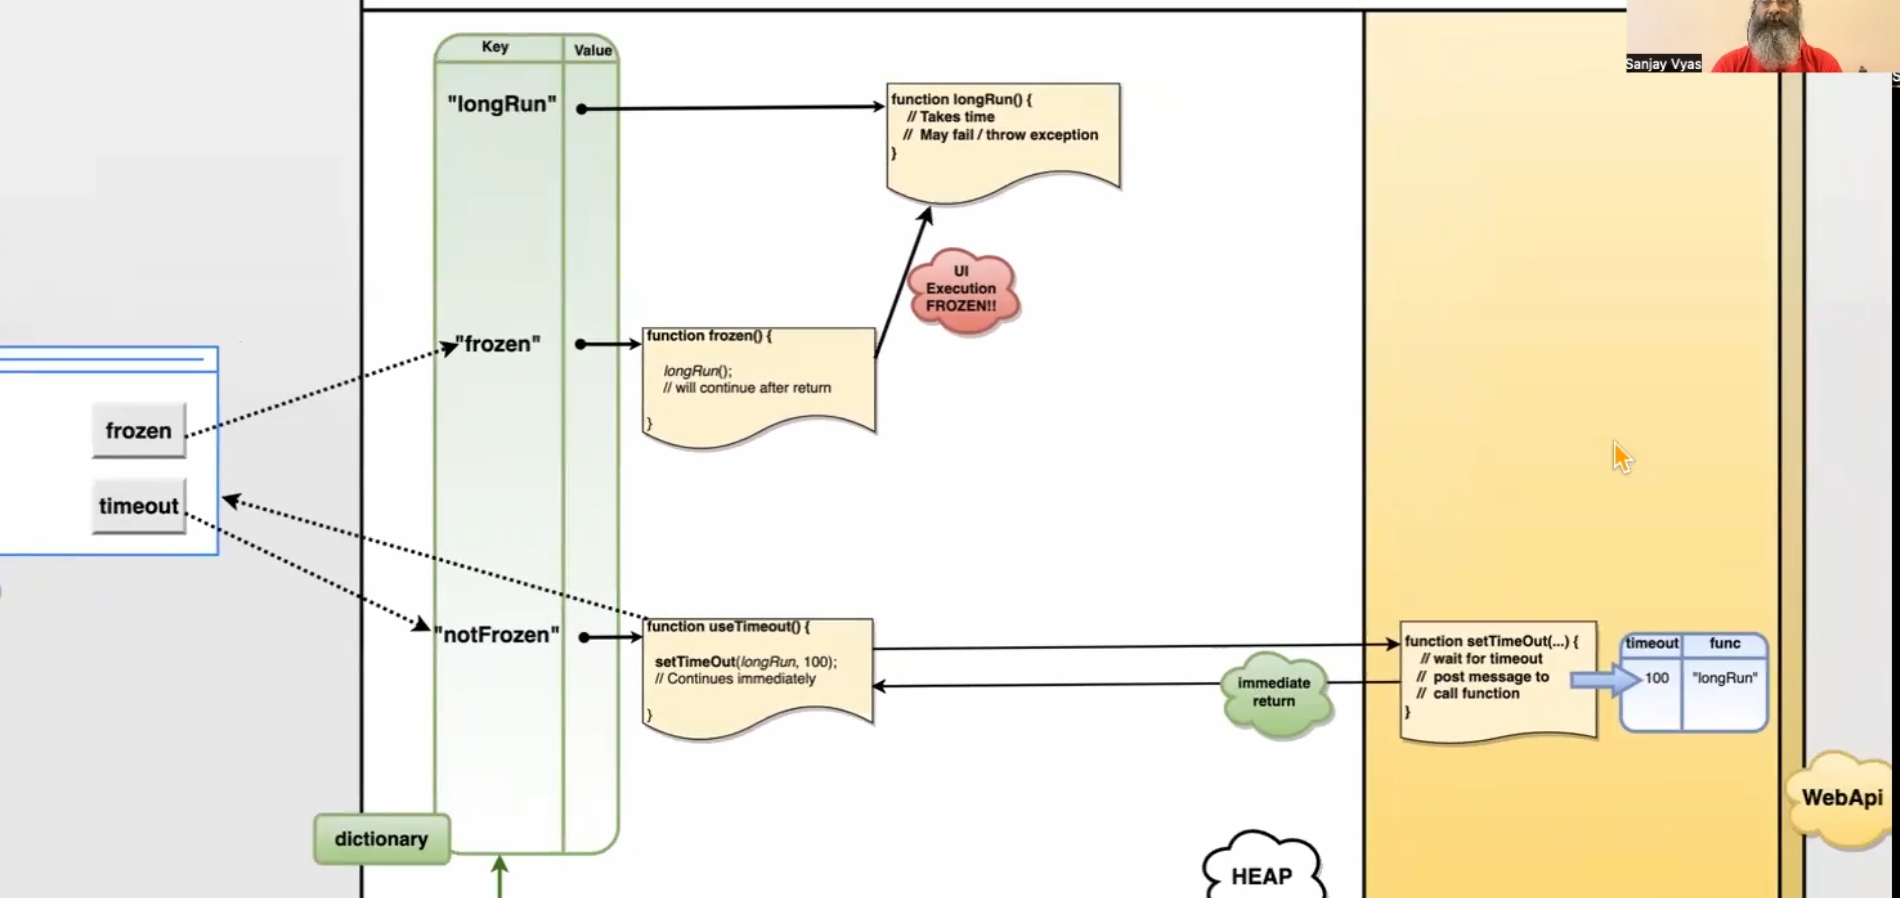 Key
Value
Sanjay Vyas
"longRun"
function longRun() {
// Takes time
// May fail / throw exception
}
UI
Execution
FROZEN!!
"frozen"
function frozen() {
longRun();
// will continue after return
}
frozen
timeout
"notFrozen"
function useTimeout() {
setTimeOut(longRun, 100);
// Continues immediately
}
immediate
return
function setTimeOut(...) {
// wait for timeout
// post message to
// call function
}
timeout
func
100
"longRun"
WebApi
dictionary
HEAP